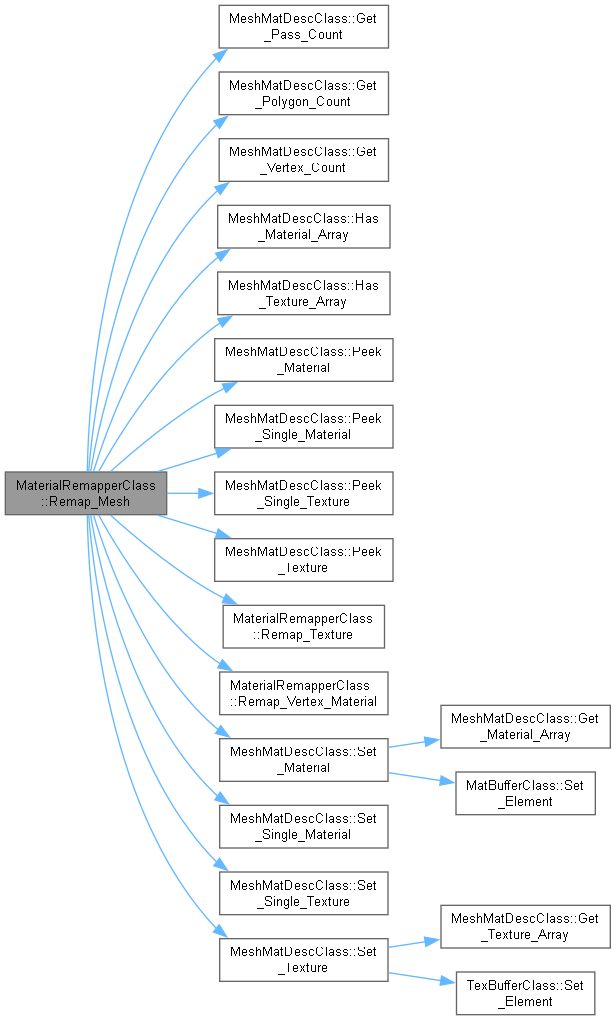 MeshMatDescClass::Get
_Pass_Count
MeshMatDescClass::Get
_Polygon_Count
MeshMatDescClass::Get
_Vertex_Count
MeshMatDescClass::Has
_Material_Array
MeshMatDescClass::Has
_Texture_Array
MeshMatDescClass::Peek
_Material
MeshMatDescClass::Peek
_Single_Material
MaterialRemapperClass
::Remap_Mesh
MeshMatDescClass::Peek
_Single_Texture
MeshMatDescClass::Peek
_Texture
MaterialRemapperClass
::Remap_Texture
MaterialRemapperClass
::Remap_Vertex_Material
MeshMatDescClass::Set
_Material
MeshMatDescClass::Get
_Material_Array
MatBufferClass::Set
_Element
MeshMatDescClass::Set
_Single_Material
MeshMatDescClass::Set
_Single_Texture
MeshMatDescClass::Set
_Texture
MeshMatDescClass::Get
_Texture_Array
TexBufferClass::Set
_Element